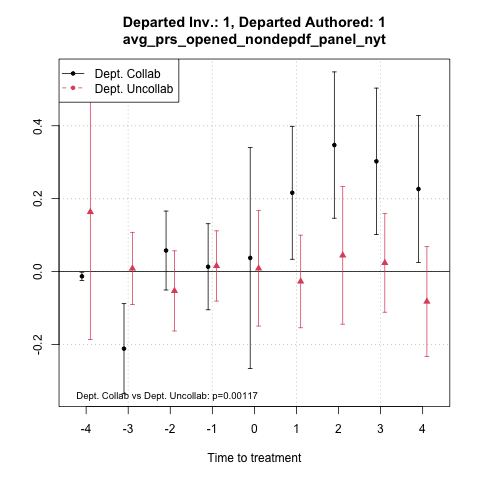 Departed Inv.: 1, Departed Authored: 1
avg_prs_opened_nondepdf_panel_nyt
Dept. Collab
Dept. Uncollab
0.4
0.2
0.0
-0.2
Dept. Collab vs Dept. Uncollab: p=0.00117
-4 -3 -2 -1 0 1 2 3 4
Time to treatment